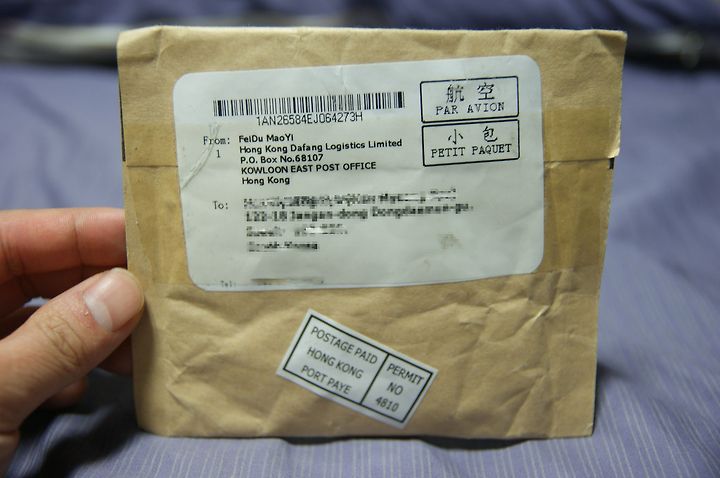 1AN26584EJ064273H
From:
1
FeiDu MaoYi
Hong Kong Dafang Logistics Limited
P.O. Box No.68107
KOWLOON EAST POST OFFICE
Hong Kong
To:
Tel:
航 空
PAR AVION
小 包
PETIT PAQUET
POSTAGE PAID
HONG KONG
PORT PAYE
PERMIT
NO
4810